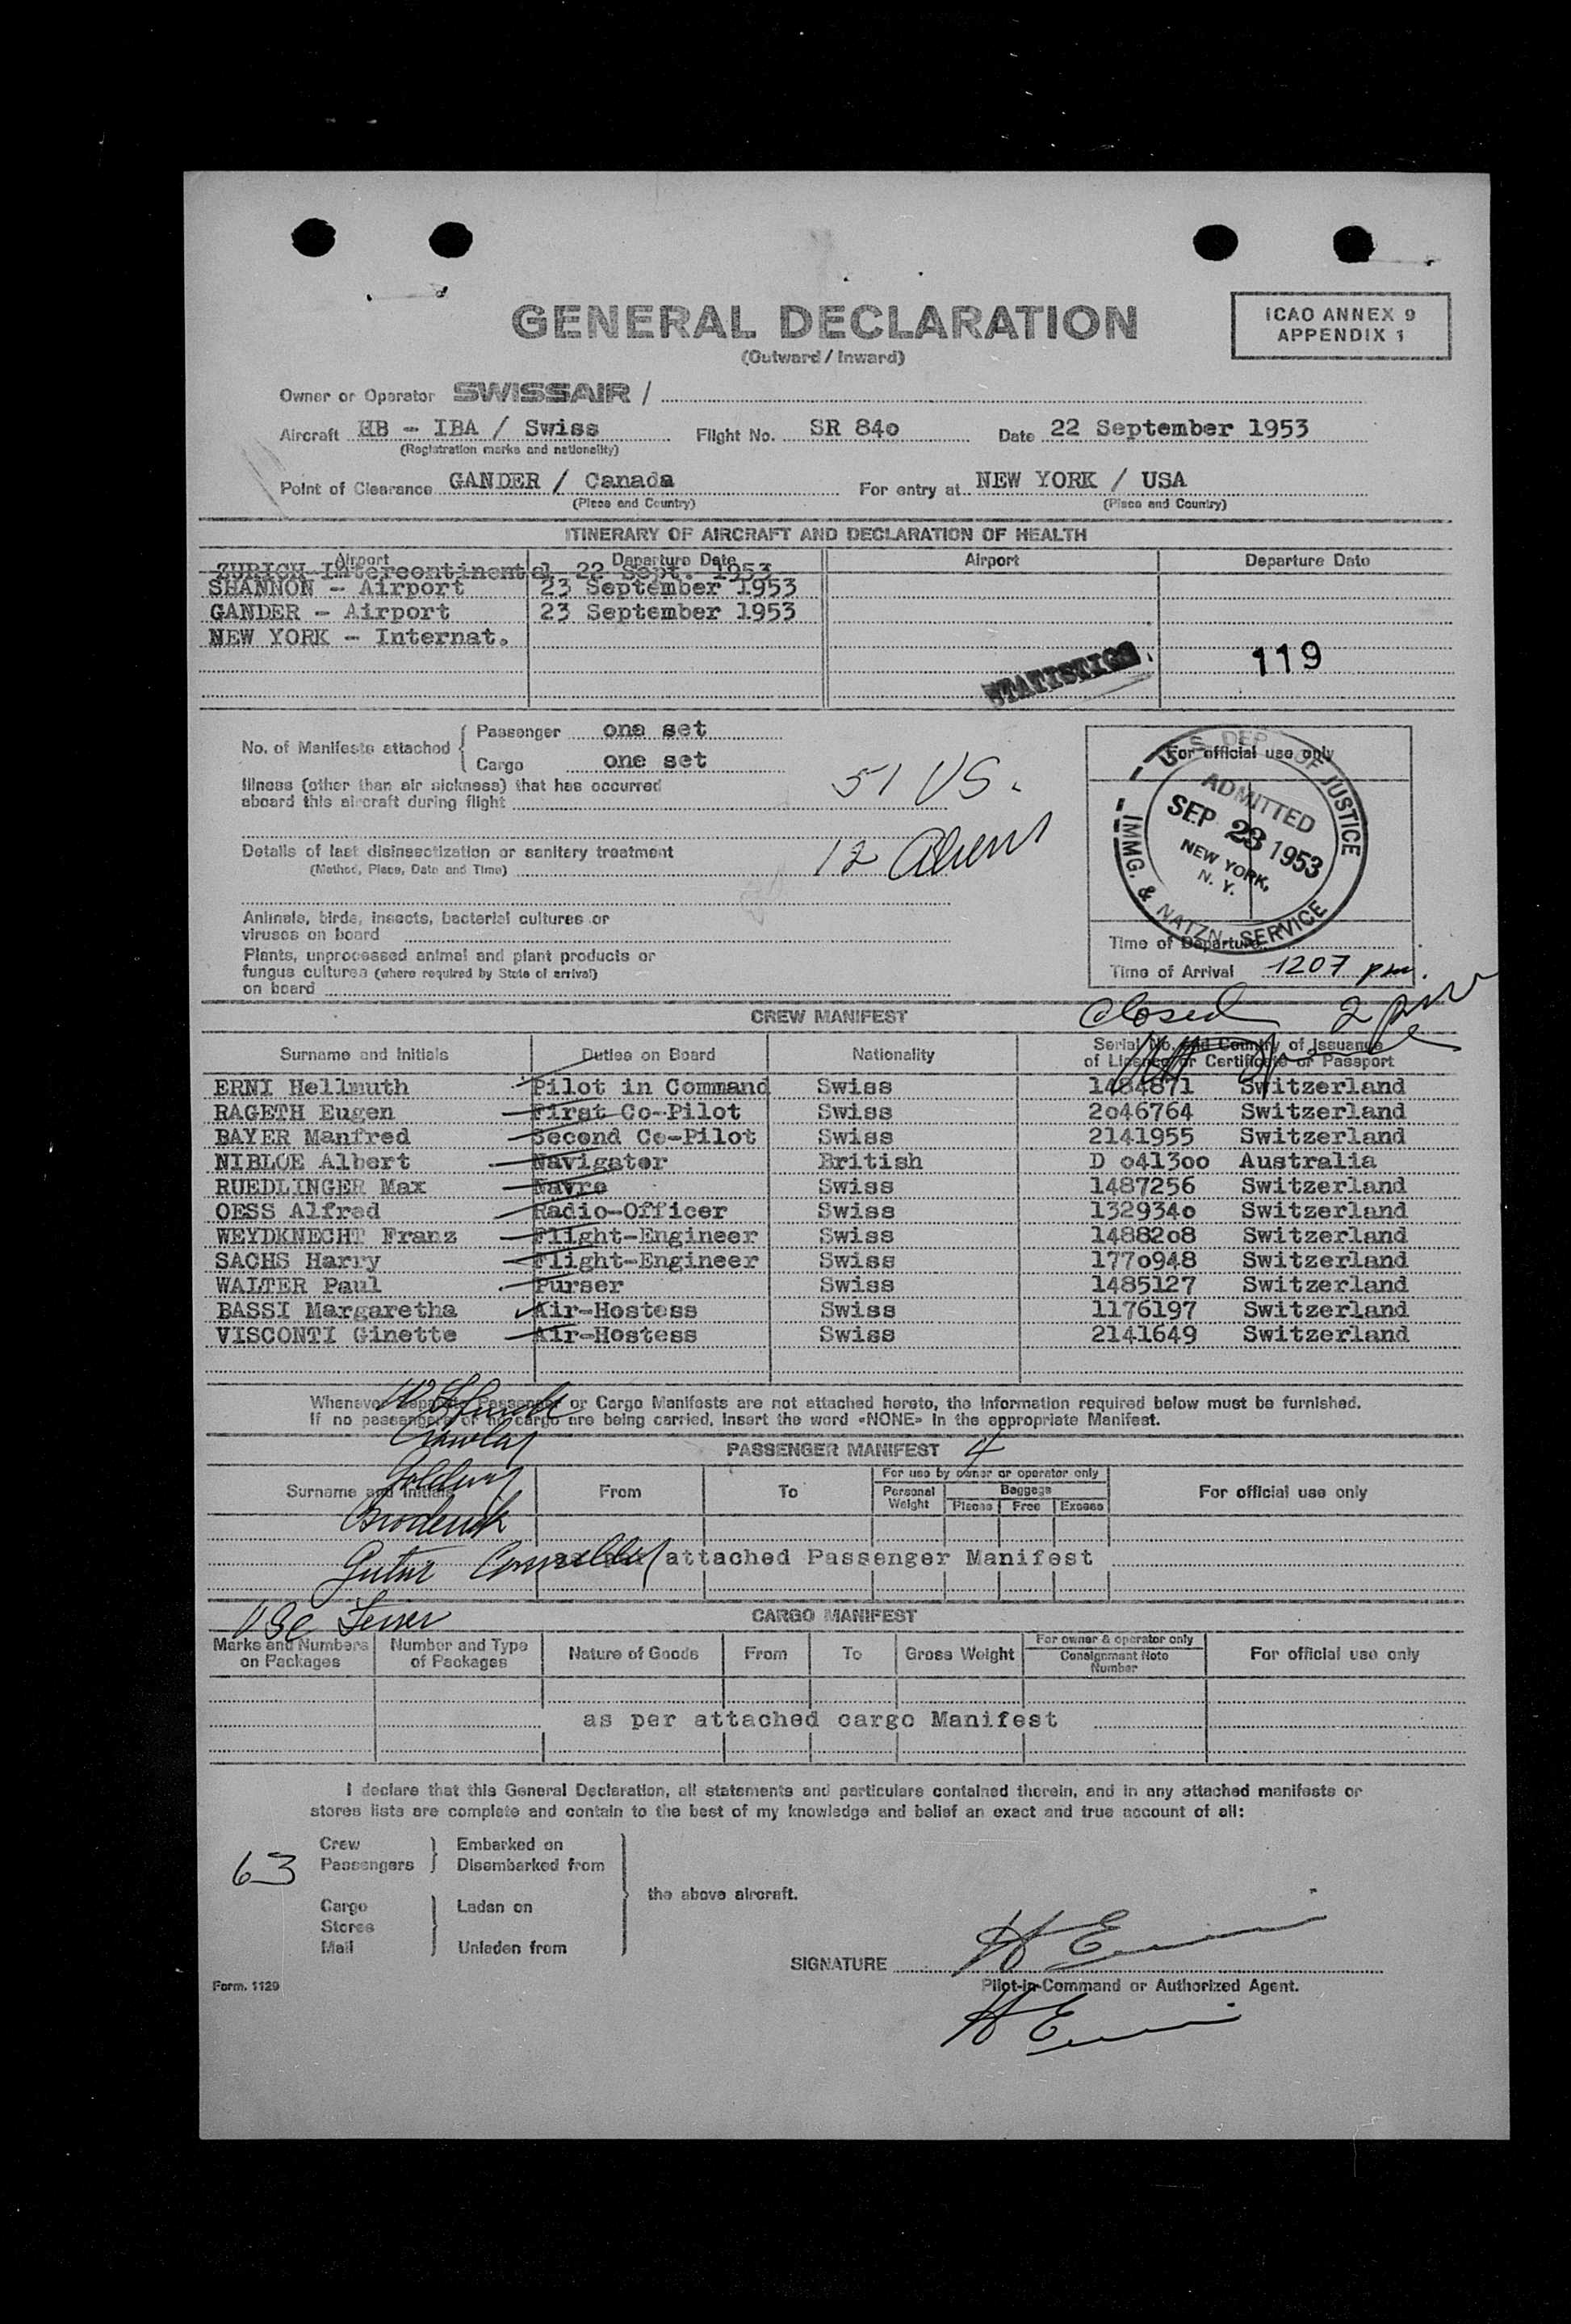 GENERAL DECLARATION
(Outward / Inward)
ICAO ANNEX 9
APPENDIX 1
Owner or Operator SWISSAIR /
Aircraft HB - IBA / Swiss Flight No. SR 84o Date 22 September 1953
(Registration marks and nationality)
Point of Clearance GANDER / Canada For entry at NEW YORK / USA
(Place and Country) (Place and Country)
ITINERARY OF AIRCRAFT AND DECLARATION OF HEALTH
Airport Departure Date Airport Departure Date
ZURICH Intercontinental 22 Sept. 1953
SHANNON - Airport 23 September 1953
GANDER - Airport 23 September 1953
NEW YORK - Internat.
STATISTICS 119
No. of Manifests attached
Passenger one set
Cargo one set
Illness (other than air sickness) that has occurred
aboard this aircraft during flight
51 US.
Details of last disinsectization or sanitary treatment
(Method, Place, Date and Time)
12 Aliens
Animals, birds, insects, bacterial cultures or
viruses on board
Plants, unprocessed animal and plant products or
fungus cultures (where required by State of arrival)
on board
For official use only
U. S. DEPT. OF JUSTICE
ADMITTED
SEP 23 1953
NEW YORK,
N. Y.
IMMG. & NATZN. SERVICE
Time of Departure
Time of Arrival 1207 pm.
Closed 2 pm
CREW MANIFEST
Surname and Initials Duties on Board Nationality Serial No. and Country of Issuance
of Licence or Certificate or Passport
ERNI Hellmuth Pilot in Command Swiss 1484871 Switzerland
RAGETH Eugen First Co-Pilot Swiss 2o46764 Switzerland
BAYER Manfred Second Co-Pilot Swiss 2141955 Switzerland
NIBLOE Albert Navigator British D o413oo Australia
RUEDLINGER Max Navro Swiss 1487256 Switzerland
OESS Alfred Radio-Officer Swiss 132934o Switzerland
WEYDKNECHT Franz Flight-Engineer Swiss 14882o8 Switzerland
SACHS Harry Flight-Engineer Swiss 177o948 Switzerland
WALTER Paul Purser Swiss 1485127 Switzerland
BASSI Margaretha Air-Hostess Swiss 1176197 Switzerland
VISCONTI Ginette Air-Hostess Swiss 2141649 Switzerland
Whenever separate Passenger or Cargo Manifests are not attached hereto, the information required below must be furnished.
If no passengers or no cargo are being carried, insert the word «NONE» in the appropriate Manifest.
PASSENGER MANIFEST 4
Surname and Initials From To For use by owner or operator only For official use only
Personal Weight Baggage
Pieces Free Excess
Broderick
attached Passenger Manifest
CARGO MANIFEST
Marks and Numbers on Packages Number and Type of Packages Nature of Goods From To Gross Weight For owner & operator only Consignment Note Number For official use only
as per attached cargo Manifest
I declare that this General Declaration, all statements and particulars contained therein, and in any attached manifests or
stores lists are complete and contain to the best of my knowledge and belief an exact and true account of all:
63
Crew Embarked on
Passengers Disembarked from
the above aircraft.
Cargo Laden on
Stores
Mail Unladen from
SIGNATURE H Erni
Form. 1129 Pilot-in-Command or Authorized Agent.
H Erni